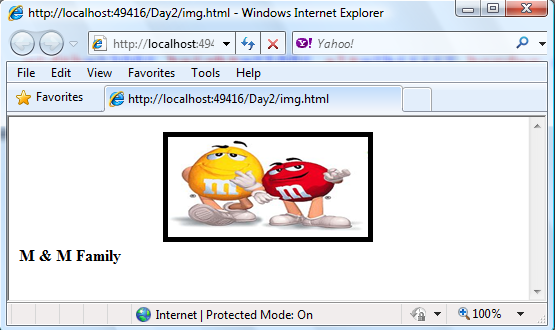 http://localhost:49416/Day2/img.html - Windows Internet Explorer
http://localhost:494
Yahoo!
File Edit View Favorites Tools Help
Favorites
http://localhost:49416/Day2/img.html
m m
M & M Family
Internet | Protected Mode: On
100%